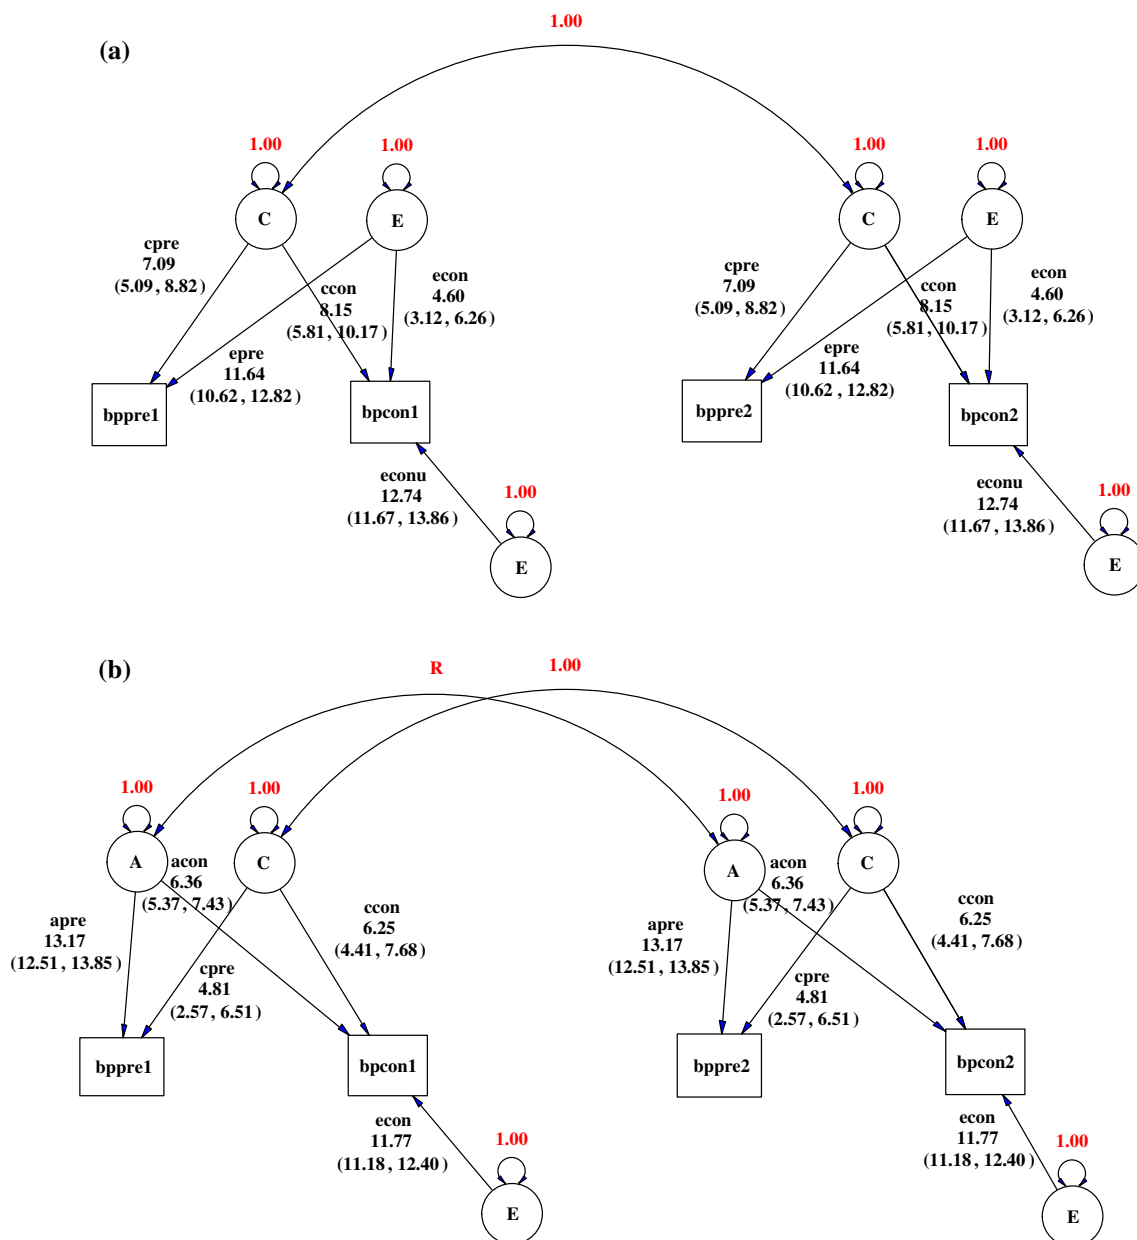 (a)
1.00
1.00
1.00
1.00
1.00
C
E
C
E
cpre
7.09
(5.09 , 8.82)
ccon
8.15
(5.81 , 10.17)
econ
4.60
(3.12 , 6.26)
epre
11.64
(10.62 , 12.82)
cpre
7.09
(5.09 , 8.82)
ccon
8.15
(5.81 , 10.17)
econ
4.60
(3.12 , 6.26)
epre
11.64
(10.62 , 12.82)
bppre1
bpcon1
bppre2
bpcon2
econu
12.74
(11.67 , 13.86)
1.00
E
econu
12.74
(11.67 , 13.86)
1.00
E
(b)
R
1.00
1.00
1.00
1.00
1.00
A
C
A
C
apre
13.17
(12.51 , 13.85)
acon
6.36
(5.37 , 7.43)
cpre
4.81
(2.57 , 6.51)
ccon
6.25
(4.41 , 7.68)
apre
13.17
(12.51 , 13.85)
acon
6.36
(5.37 , 7.43)
cpre
4.81
(2.57 , 6.51)
ccon
6.25
(4.41 , 7.68)
bppre1
bpcon1
bppre2
bpcon2
econ
11.77
(11.18 , 12.40)
1.00
E
econ
11.77
(11.18 , 12.40)
1.00
E